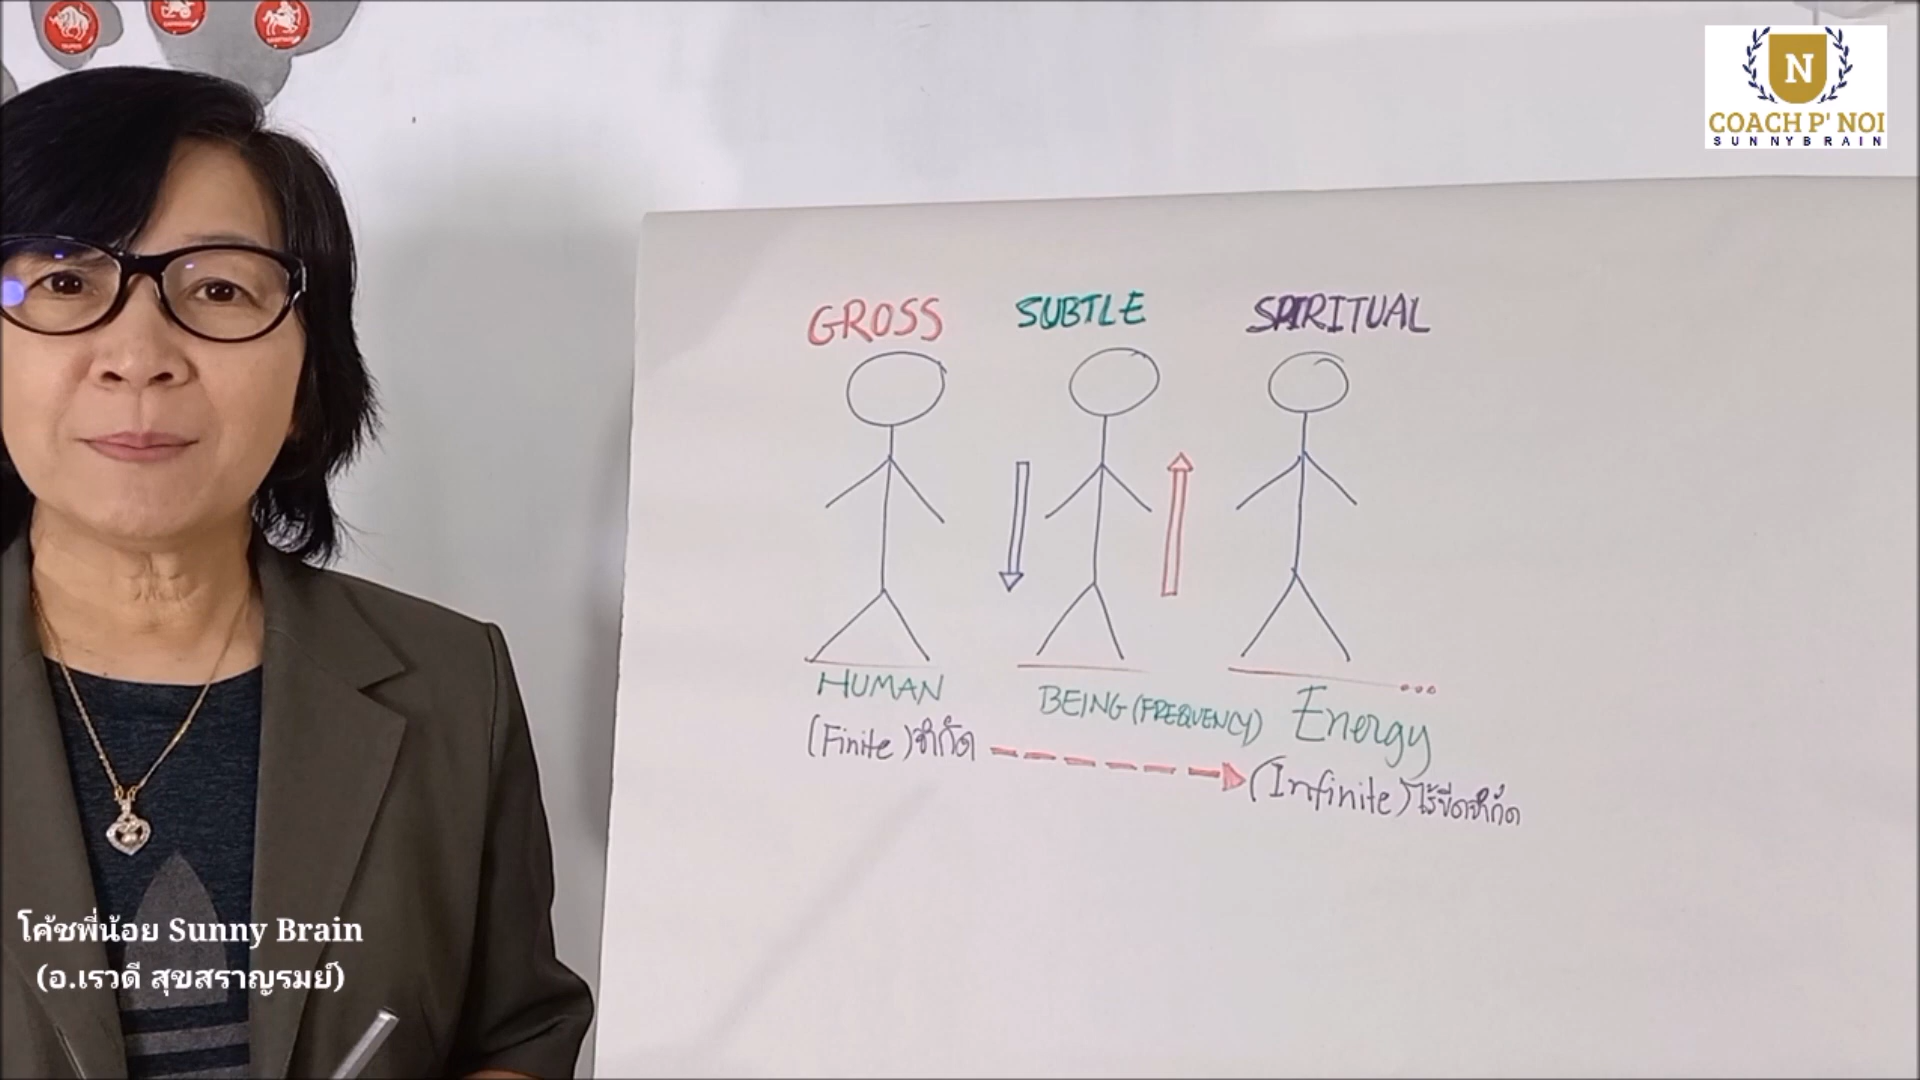 N
COACH P' NOI
SUNNYBRAIN
GROSS SUBTLE SPIRITUAL
HUMAN BEING (FREQUENCY) Energy
(Finite) จำกัด (Infinite) ไร้ขีดจำกัด
โค้ชพี่น้อย Sunny Brain
(อ.เรวดี สุขสราญรมย์)